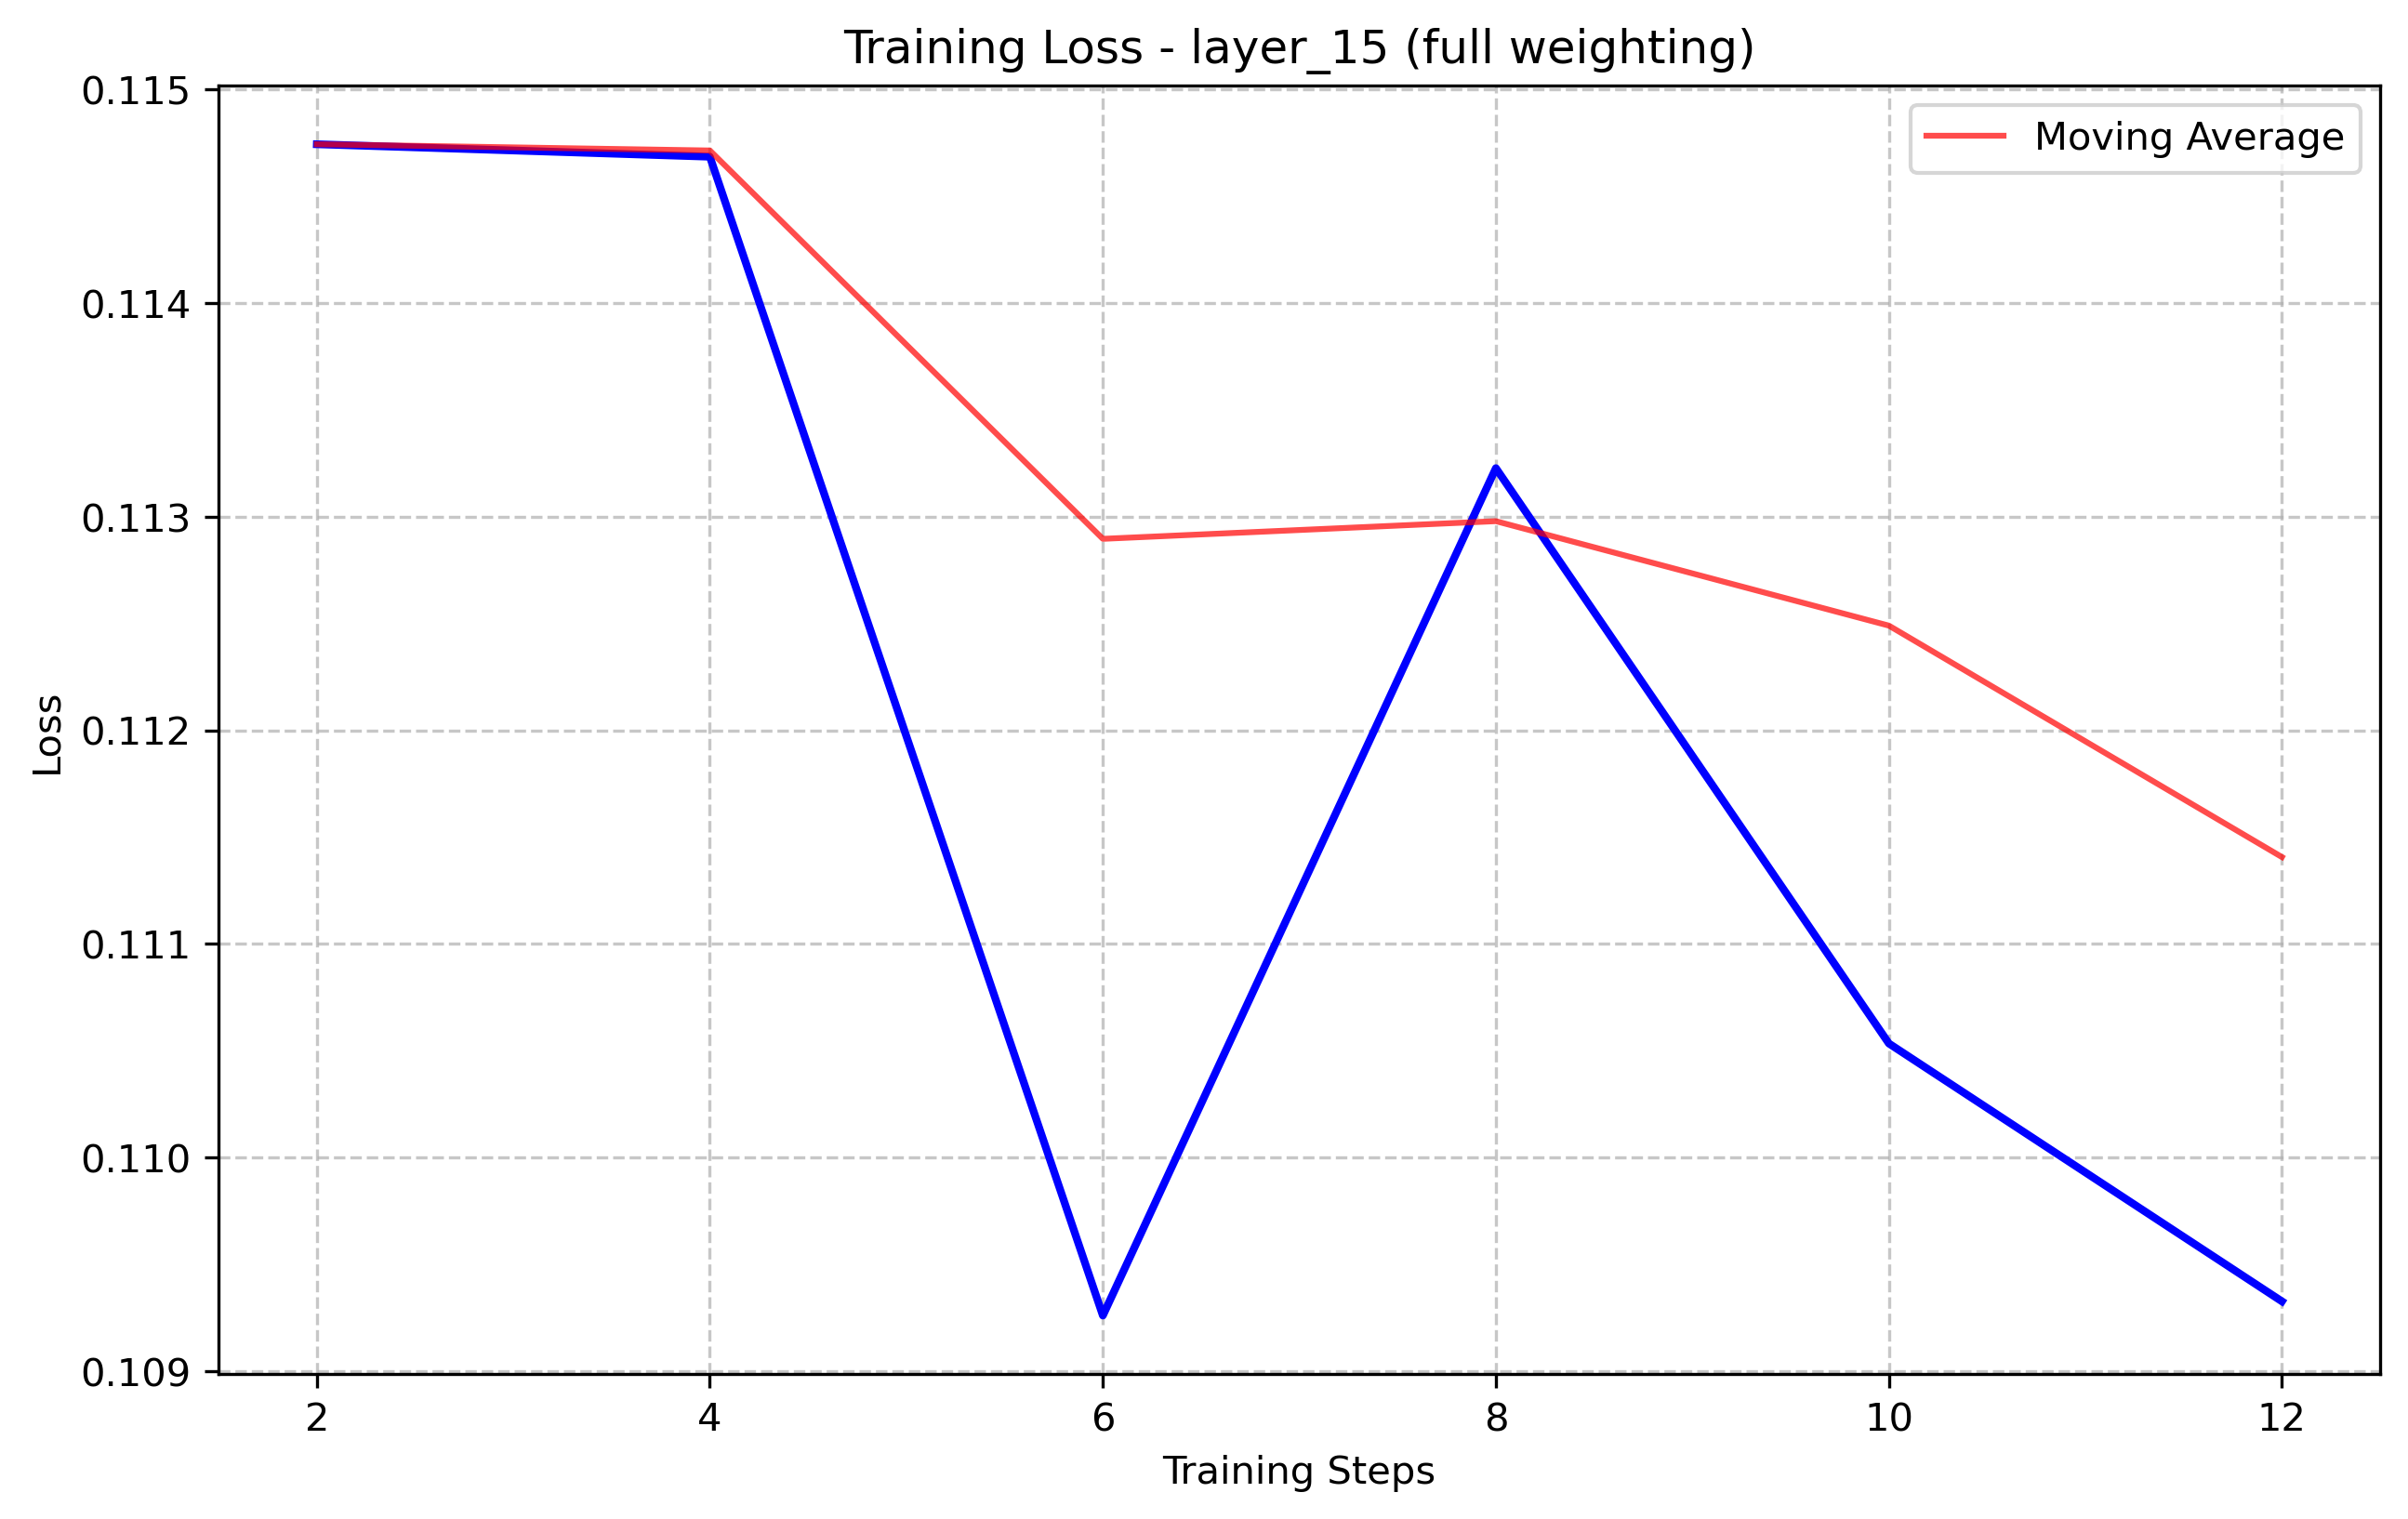 Training Loss - layer_15 (full weighting)
Moving Average
0.115
0.114
0.113
0.112
0.111
0.110
0.109
Loss
2 4 6 8 10 12
Training Steps